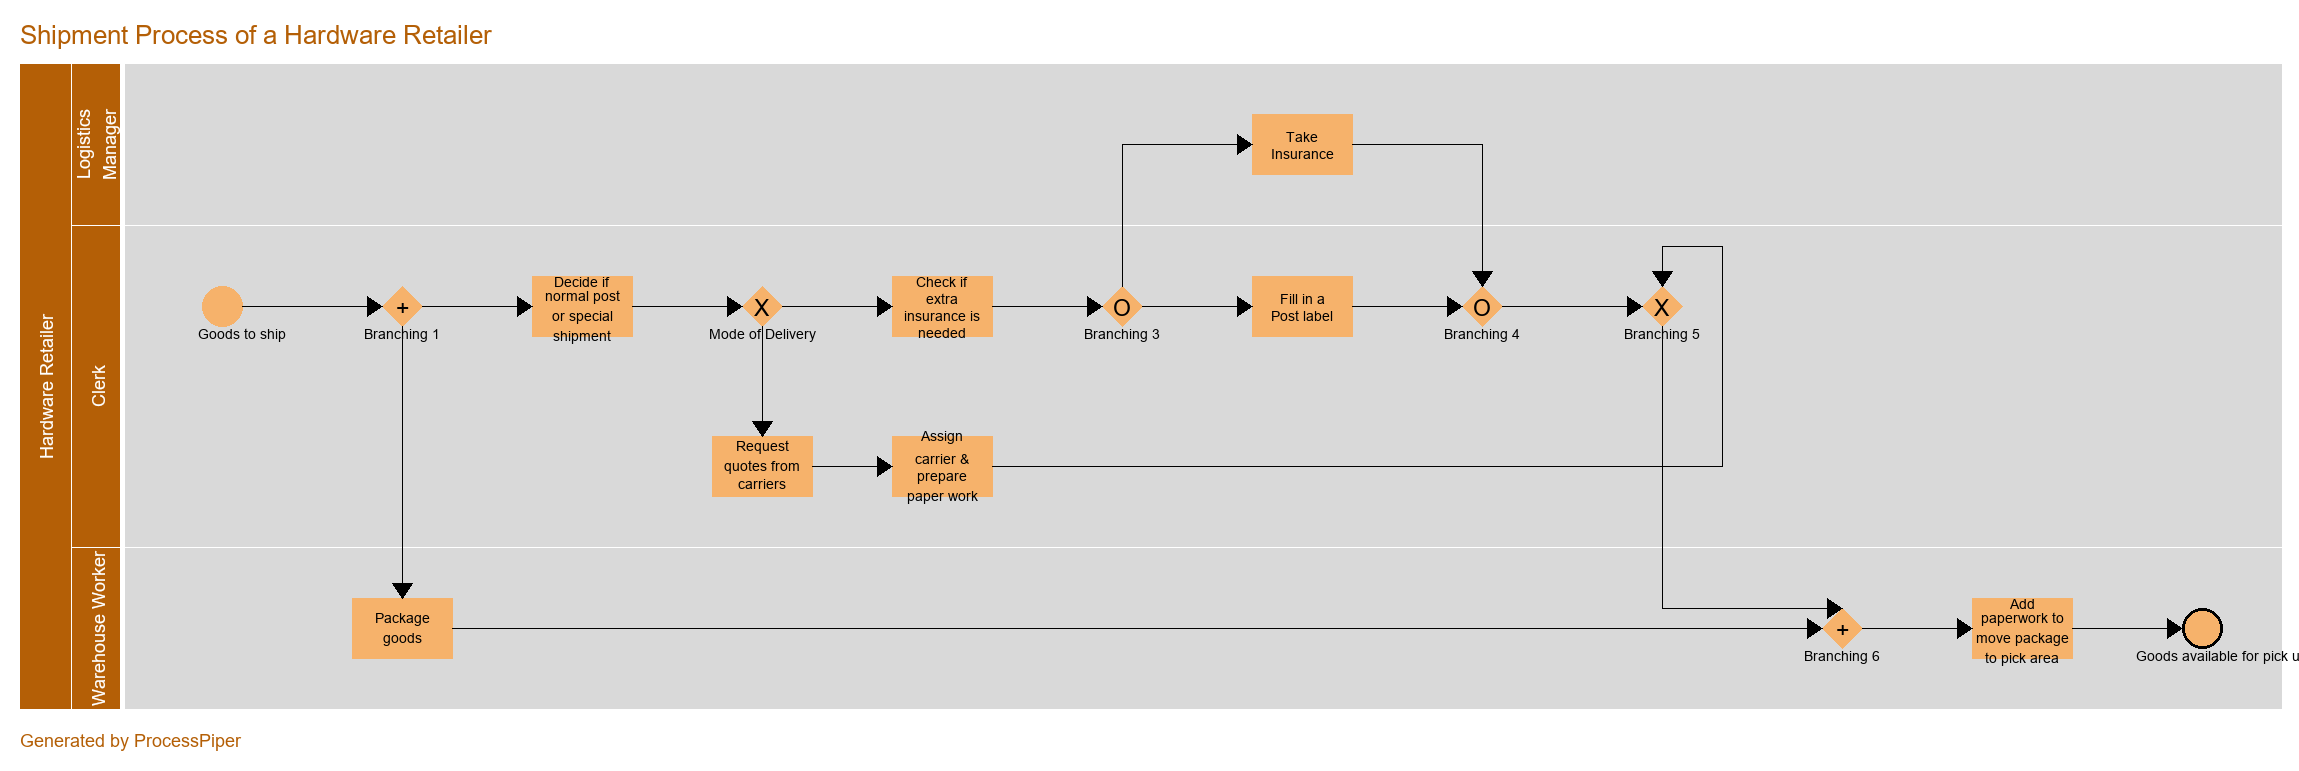 Shipment Process of a Hardware Retailer
Hardware Retailer
Logistics
Manager
Take
Insurance
Clerk
Goods to ship
+
Branching 1
Decide if
normal post
or special
shipment
X
Mode of Delivery
Check if
extra
insurance is
needed
O
Branching 3
Fill in a
Post label
O
Branching 4
X
Branching 5
Request
quotes from
carriers
Assign
carrier &
prepare
paper work
Warehouse Worker
Package
goods
+
Branching 6
Add
paperwork to
move package
to pick area
Goods available for pick u
Generated by ProcessPiper